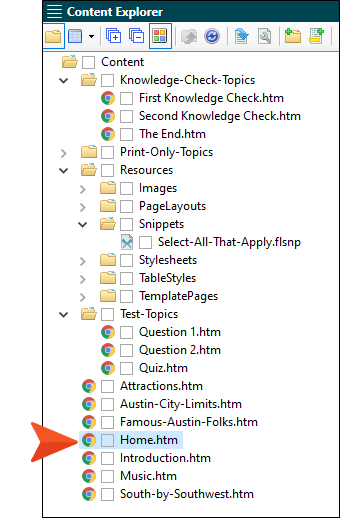 Content Explorer
Content
Knowledge-Check-Topics
First Knowledge Check.htm
Second Knowledge Check.htm
The End.htm
Print-Only-Topics
Resources
Images
PageLayouts
Snippets
Select-All-That-Apply.flsnp
Stylesheets
TableStyles
TemplatePages
Test-Topics
Question 1.htm
Question 2.htm
Quiz.htm
Attractions.htm
Austin-City-Limits.htm
Famous-Austin-Folks.htm
Home.htm
Introduction.htm
Music.htm
South-by-Southwest.htm